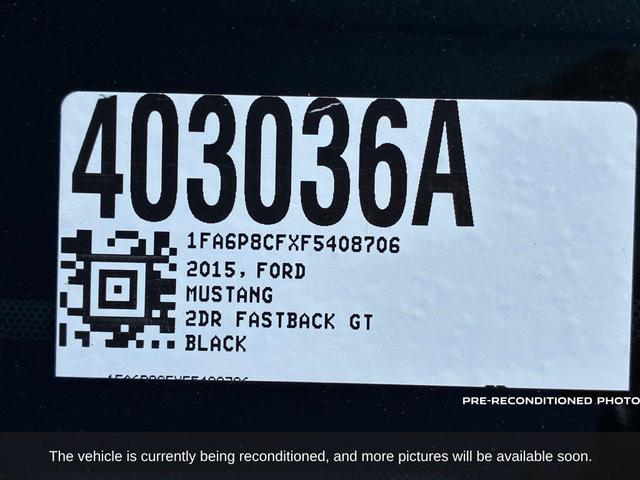 403036A
1FA6P8CFXF5408706
2015, FORD
MUSTANG
2DR FASTBACK GT
BLACK
PRE-RECONDITIONED PHOTO
The vehicle is currently being reconditioned, and more pictures will be available soon.